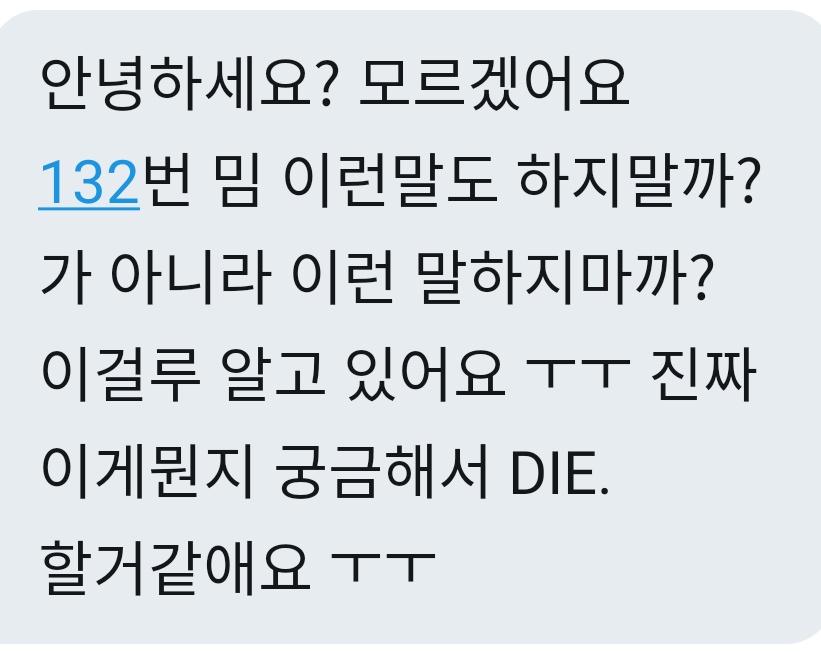 안녕하세요? 모르겠어요
132번 밈 이런말도 하지말까?
가 아니라 이런 말하지마까?
이걸루 알고 있어요 ㅜㅜ 진짜
이게뭔지 궁금해서 DIE.
할거같애요 ㅜㅜ